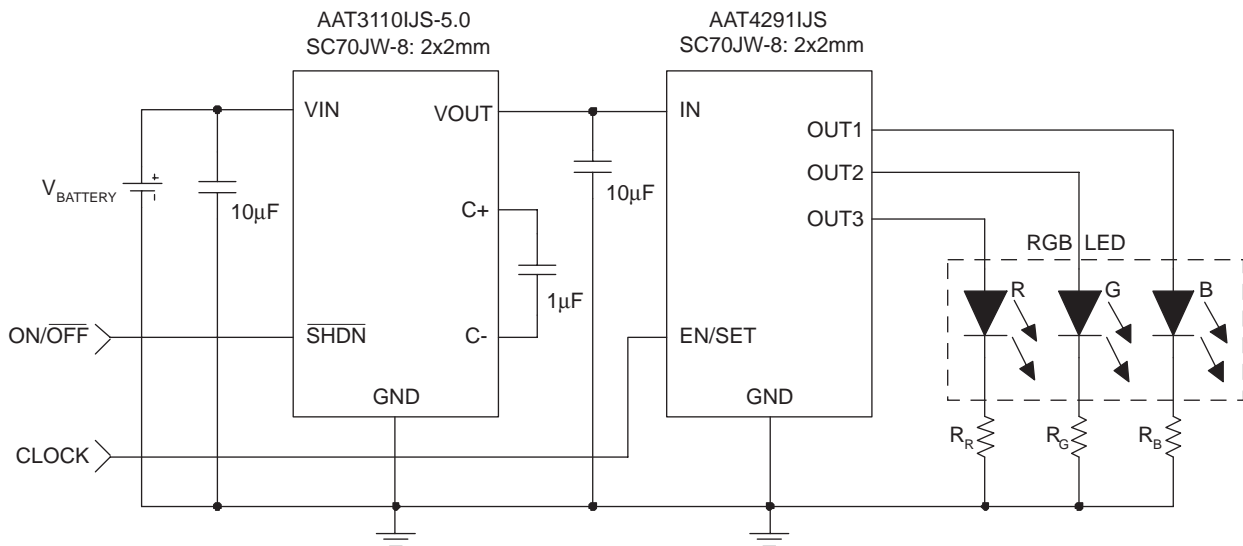 AAT3110IJS-5.0
SC70JW-8: 2x2mm
AAT4291IJS
SC70JW-8: 2x2mm
VIN
VOUT
IN
OUT1
OUT2
OUT3
V_BATTERY
+
-
10μF
C+
10μF
1μF
C-
RGB LED
R
G
B
ON/OFF
SHDN
EN/SET
GND
GND
CLOCK
R_R
R_G
R_B